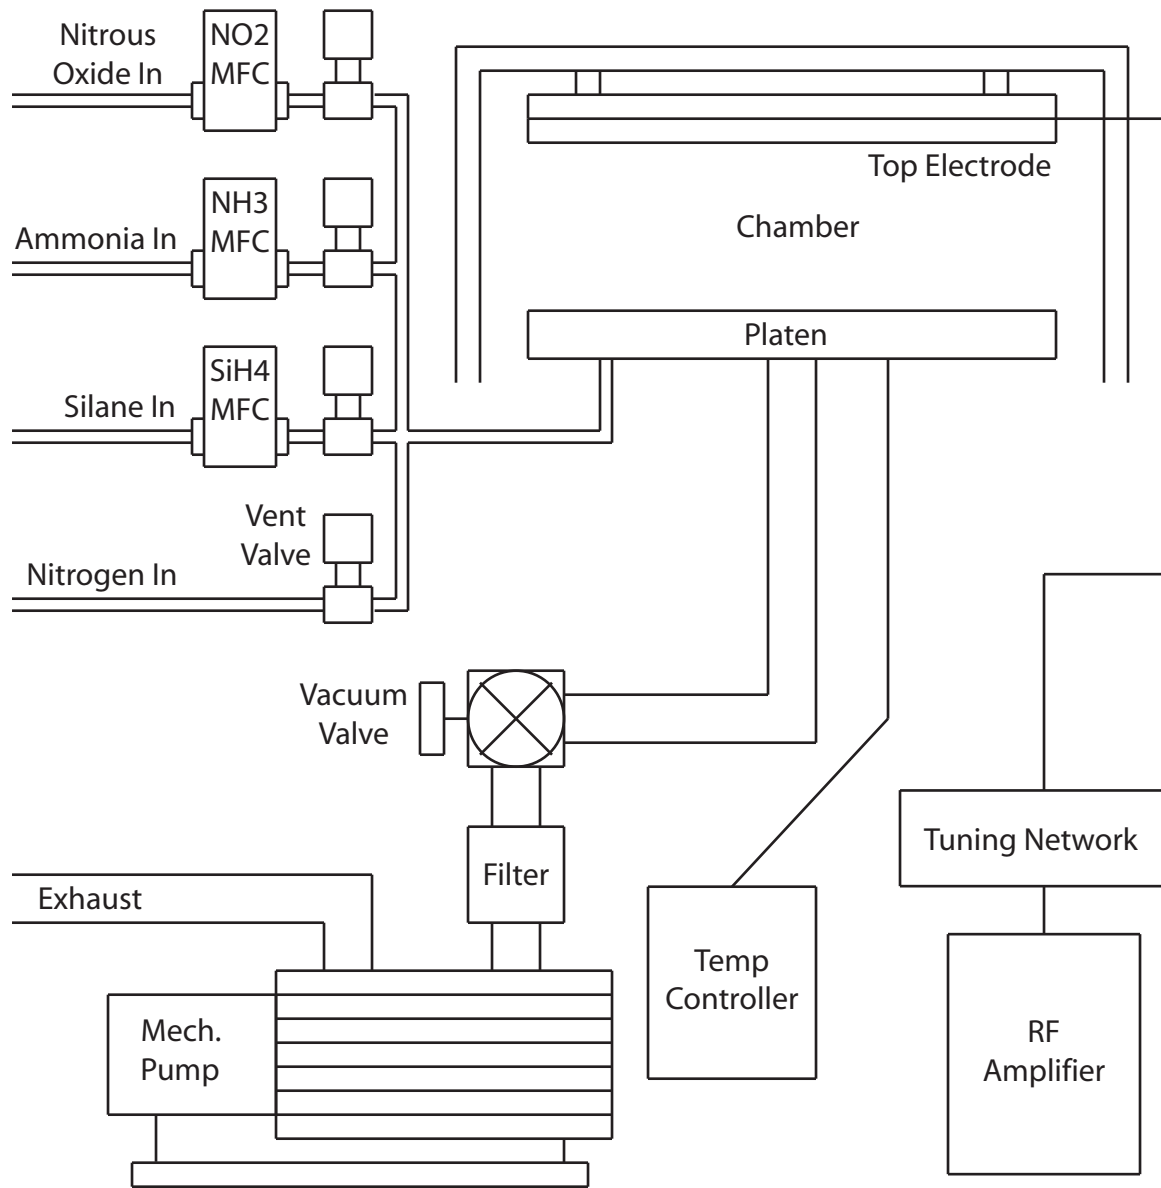 Nitrous
Oxide In
NO2
MFC
Top Electrode
Chamber
Ammonia In
NH3
MFC
Platen
Silane In
SiH4
MFC
Vent
Valve
Nitrogen In
Vacuum
Valve
Tuning Network
Filter
Exhaust
Temp
Controller
Mech.
Pump
RF
Amplifier